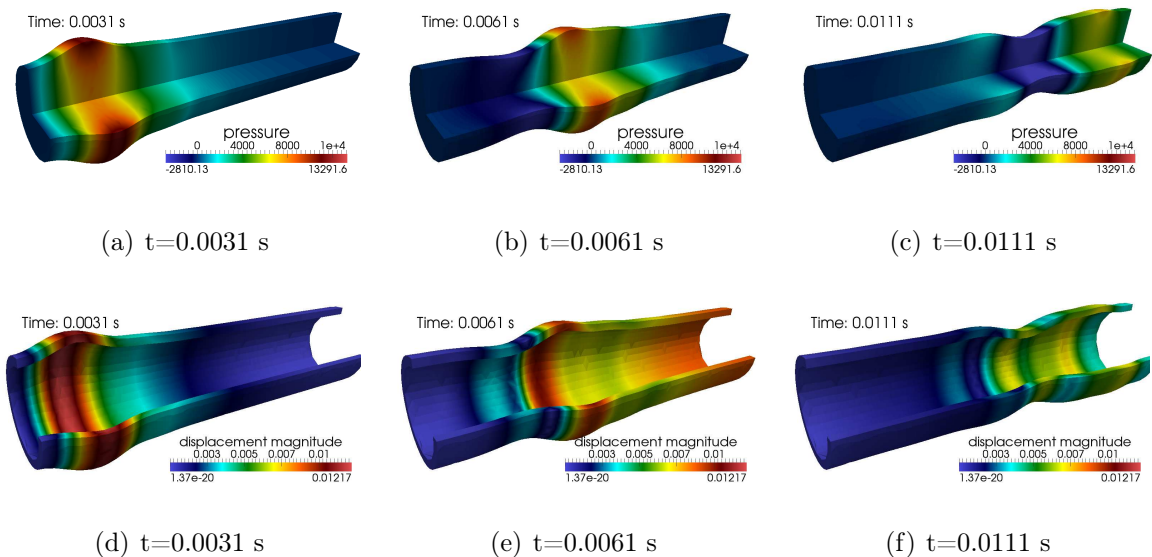 Time: 0.0031 s
pressure
0 4000 8000 1e+4
-2810.13 13291.6
(a) t=0.0031 s
Time: 0.0061 s
pressure
0 4000 8000 1e+4
-2810.13 13291.6
(b) t=0.0061 s
Time: 0.0111 s
pressure
0 4000 8000 1e+4
-2810.13 13291.6
(c) t=0.0111 s
Time: 0.0031 s
displacement magnitude
0.003 0.005 0.007 0.01
1.37e-20 0.01217
(d) t=0.0031 s
Time: 0.0061 s
displacement magnitude
0.003 0.005 0.007 0.01
1.37e-20 0.01217
(e) t=0.0061 s
Time: 0.0111 s
displacement magnitude
0.003 0.005 0.007 0.01
1.37e-20 0.01217
(f) t=0.0111 s